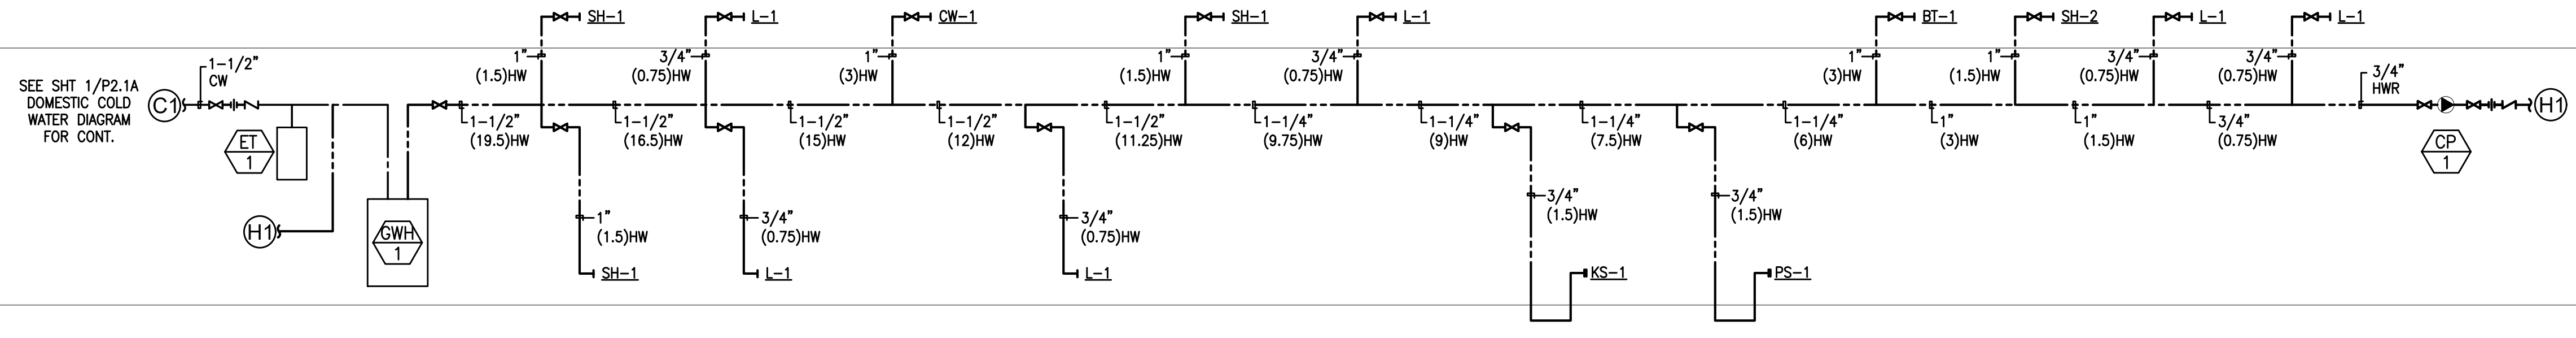 SH-1
L-1
CW-1
SH-1
L-1
BT-1
SH-2
L-1
L-1
1"
(1.5)HW
3/4"
(0.75)HW
1"
(3)HW
1"
(1.5)HW
3/4"
(0.75)HW
1"
(3)HW
1"
(1.5)HW
3/4"
(0.75)HW
3/4"
(0.75)HW
3/4"
HWR
SEE SHT 1/P2.1A
DOMESTIC COLD
WATER DIAGRAM
FOR CONT.
C1
1-1/2"
CW
H1
1-1/2"
(19.5)HW
1-1/2"
(16.5)HW
1-1/2"
(15)HW
1-1/2"
(12)HW
1-1/2"
(11.25)HW
1-1/4"
(9.75)HW
1-1/4"
(9)HW
1-1/4"
(7.5)HW
1-1/4"
(6)HW
1"
(3)HW
1"
(1.5)HW
3/4"
(0.75)HW
ET
1
CP
1
H1
GWH
1
1"
(1.5)HW
3/4"
(0.75)HW
3/4"
(0.75)HW
3/4"
(1.5)HW
3/4"
(1.5)HW
SH-1
L-1
L-1
KS-1
PS-1